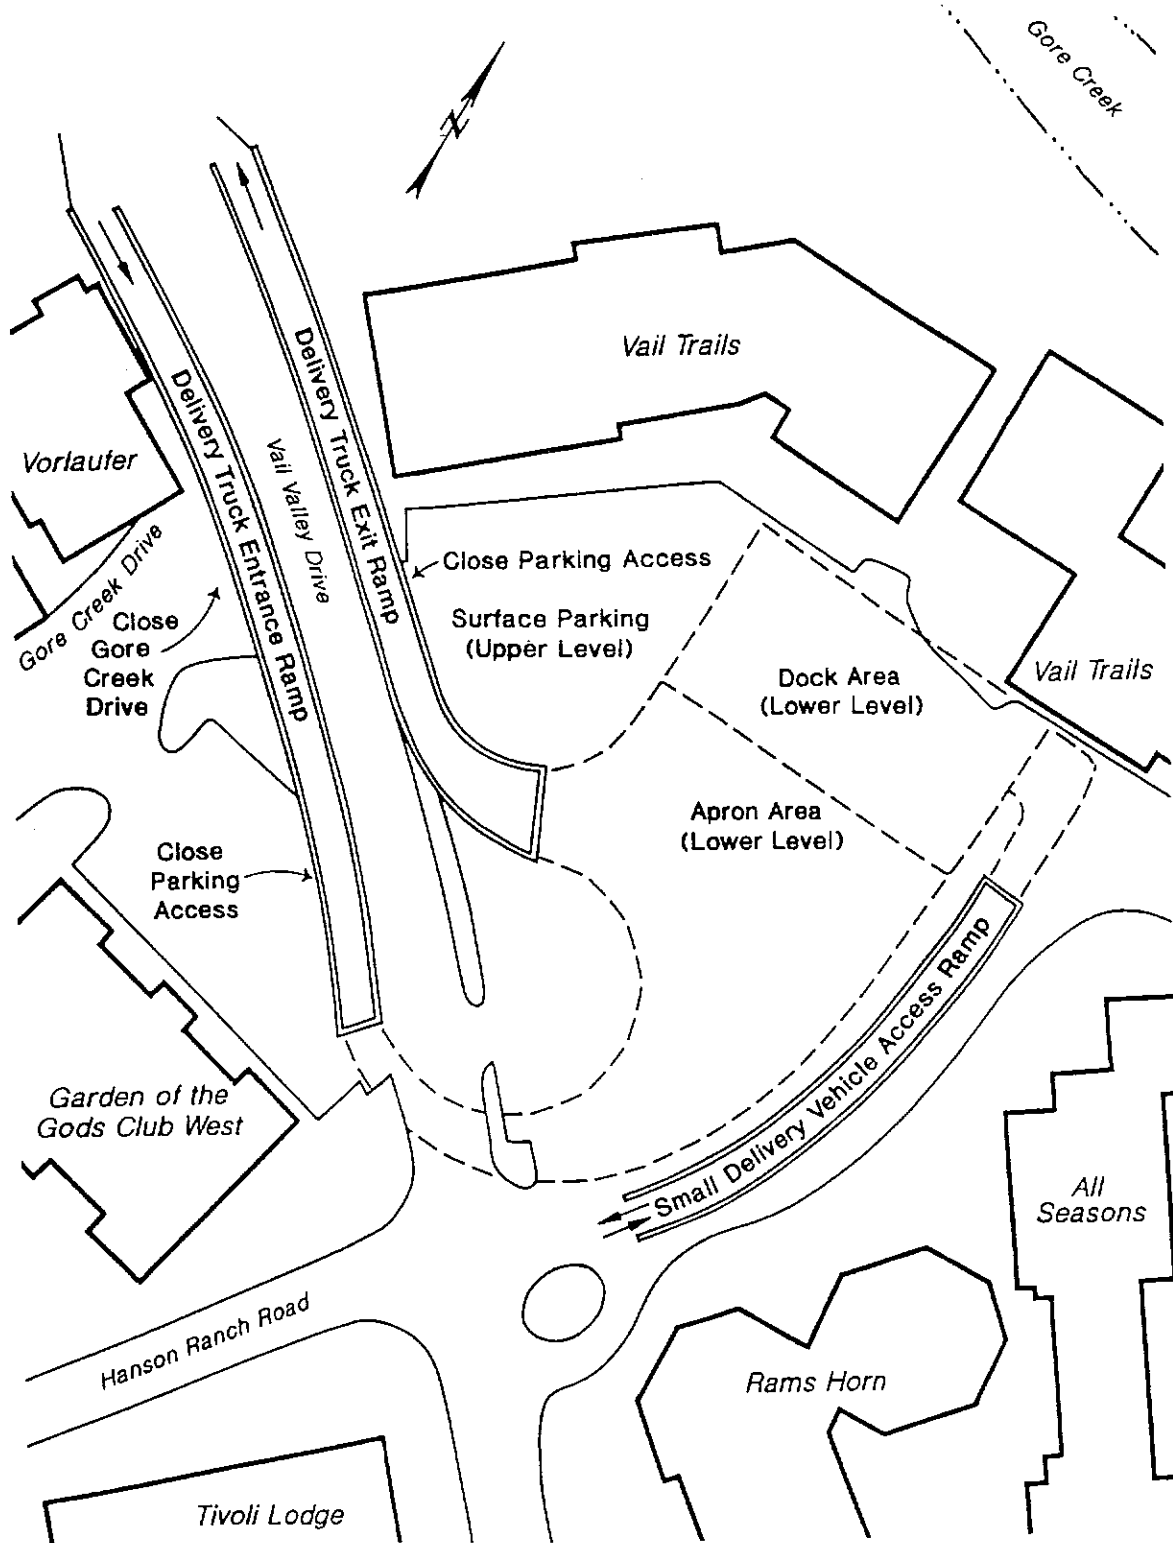 Gore Creek
N
Vail Trails
Delivery Truck Exit Ramp
Delivery Truck Entrance Ramp
Vail Valley Drive
Vorlaufer
Gore Creek Drive
Close Parking Access
Close
Gore
Creek
Drive
Surface Parking
(Upper Level)
Dock Area
(Lower Level)
Vail Trails
Apron Area
(Lower Level)
Close
Parking
Access
Small Delivery Vehicle Access Ramp
Garden of the
Gods Club West
All
Seasons
Hanson Ranch Road
Rams Horn
Tivoli Lodge